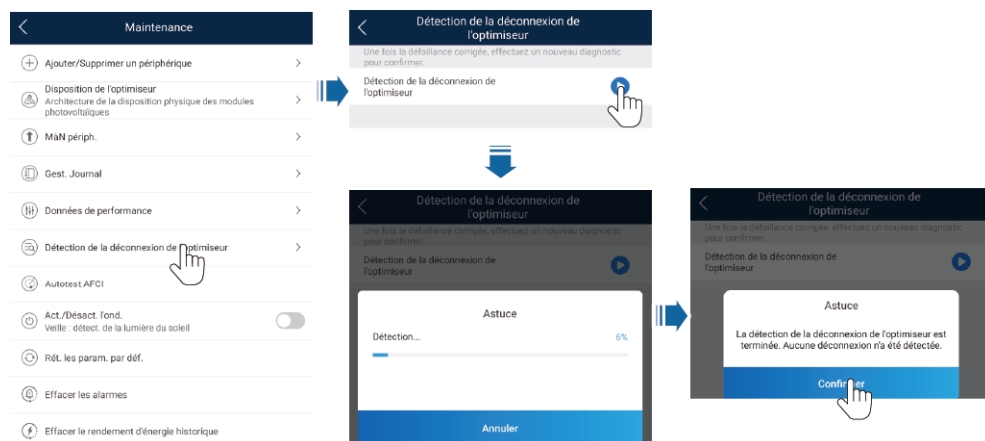 Maintenance
Ajouter/Supprimer un périphérique
Disposition de l'optimiseur
Architecture de la disposition physique des modules
photovoltaïques
MàN périph.
Gest. Journal
Données de performance
Détection de la déconnexion de l'optimiseur
Autotest AFCI
Act./Désact. l'ond.
Veille : détect. de la lumière du soleil
Rét. les param. par déf.
Effacer les alarmes
Effacer le rendement d'énergie historique
Détection de la déconnexion de
l'optimiseur
Une fois la défaillance corrigée, effectuez un nouveau diagnostic
pour confirmer.
Détection de la déconnexion de
l'optimiseur
Détection de la déconnexion de
l'optimiseur
Une fois la défaillance corrigée, effectuez un nouveau diagnostic
pour confirmer.
Détection de la déconnexion de
l'optimiseur
Astuce
Détection... 6%
Annuler
Détection de la déconnexion de
l'optimiseur
Une fois la défaillance corrigée, effectuez un nouveau diagnostic
pour confirmer.
Détection de la déconnexion de
l'optimiseur
Astuce
La détection de la déconnexion de l'optimiseur est
terminée. Aucune déconnexion n'a été détectée.
Confirmer